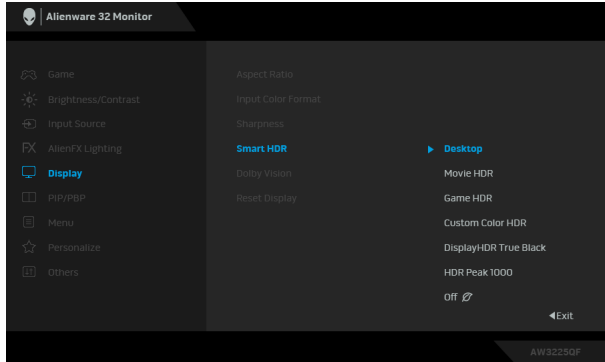 Alienware 32 Monitor
Game
Brightness/Contrast
Input Source
FX AlienFX Lighting
Display
PIP/PBP
Menu
Personalize
Others
Aspect Ratio
Input Color Format
Sharpness
Smart HDR
Dolby Vision
Reset Display
Desktop
Movie HDR
Game HDR
Custom Color HDR
DisplayHDR True Black
HDR Peak 1000
Off
Exit
AW3225QF